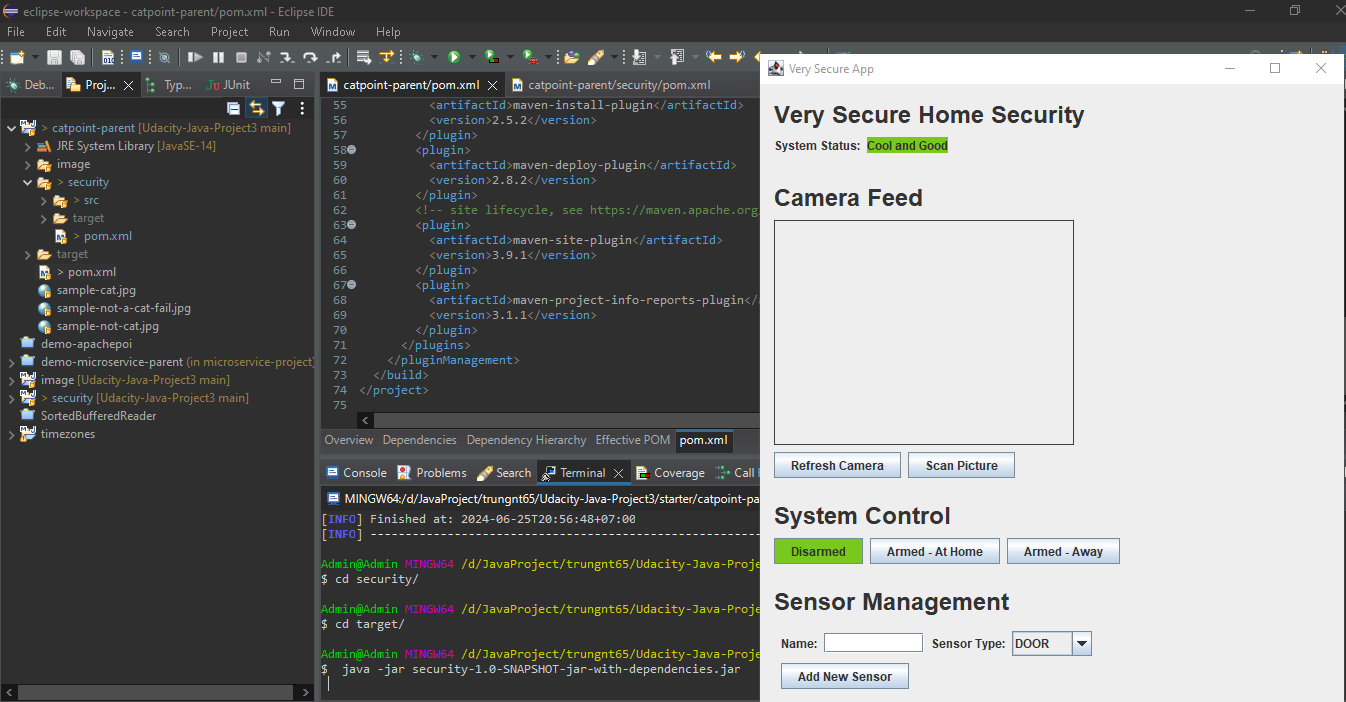 eclipse-workspace - catpoint-parent/pom.xml - Eclipse IDE
File Edit Navigate Search Project Run Window Help
Deb... Proj... Typ... JUnit
> catpoint-parent [Udacity-Java-Project3 main]
JRE System Library [JavaSE-14]
image
> security
> src
target
> pom.xml
target
> pom.xml
sample-cat.jpg
sample-not-a-cat-fail.jpg
sample-not-cat.jpg
demo-apachepoi
demo-microservice-parent (in microservice-project)
image [Udacity-Java-Project3 main]
> security [Udacity-Java-Project3 main]
SortedBufferedReader
timezones
catpoint-parent/pom.xml catpoint-parent/security/pom.xml
55 <artifactId>maven-install-plugin</artifactId>
56 <version>2.5.2</version>
57 </plugin>
58 <plugin>
59 <artifactId>maven-deploy-plugin</artifactId>
60 <version>2.8.2</version>
61 </plugin>
62 <!-- site lifecycle, see https://maven.apache.org
63 <plugin>
64 <artifactId>maven-site-plugin</artifactId>
65 <version>3.9.1</version>
66 </plugin>
67 <plugin>
68 <artifactId>maven-project-info-reports-plugin</
69 <version>3.1.1</version>
70 </plugin>
71 </plugins>
72 </pluginManagement>
73 </build>
74 </project>
75
Overview Dependencies Dependency Hierarchy Effective POM pom.xml
Console Problems Search Terminal Coverage Call
MINGW64:/d/JavaProject/trungnt65/Udacity-Java-Project3/starter/catpoint-pa
[INFO] Finished at: 2024-06-25T20:56:48+07:00
[INFO] --------------------------------------------------------
Admin@Admin MINGW64 /d/JavaProject/trungnt65/Udacity-Java-Proje
$ cd security/
Admin@Admin MINGW64 /d/JavaProject/trungnt65/Udacity-Java-Proje
$ cd target/
Admin@Admin MINGW64 /d/JavaProject/trungnt65/Udacity-Java-Proje
$ java -jar security-1.0-SNAPSHOT-jar-with-dependencies.jar
Very Secure App
Very Secure Home Security
System Status: Cool and Good
Camera Feed
Refresh Camera Scan Picture
System Control
Disarmed Armed - At Home Armed - Away
Sensor Management
Name: Sensor Type: DOOR
Add New Sensor